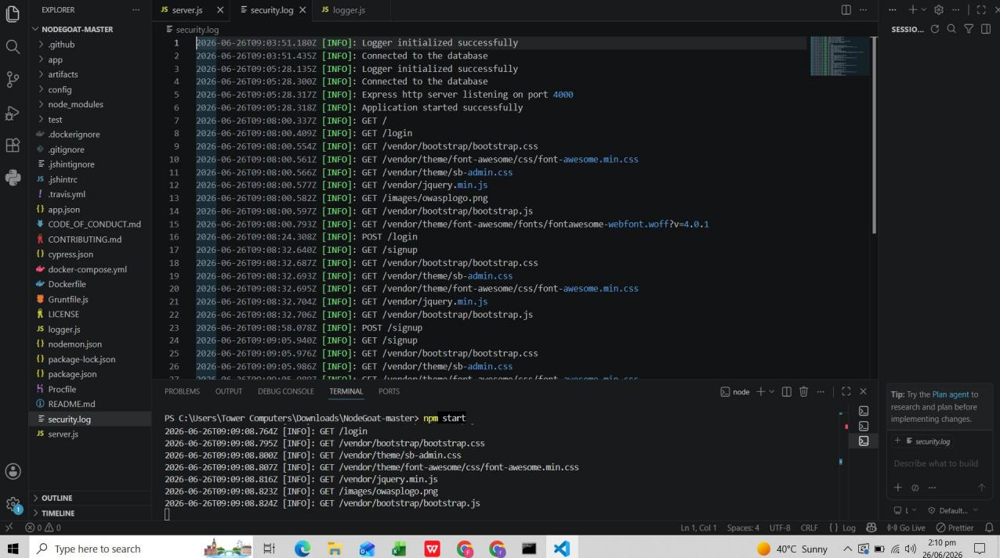 EXPLORER
NODEGOAT-MASTER
.github
app
artifacts
config
node_modules
test
.dockerignore
.gitignore
.jshintignore
JS .jshintrc
! .travis.yml
{} app.json
CODE_OF_CONDUCT.md
CONTRIBUTING.md
{} cypress.json
docker-compose.yml
Dockerfile
Gruntfile.js
LICENSE
JS logger.js
{} nodemon.json
{} package-lock.json
{} package.json
Procfile
README.md
security.log
JS server.js
OUTLINE
TIMELINE
JS server.js
security.log
JS logger.js
security.log
1 2026-06-26T09:03:51.180Z [INFO]: Logger initialized successfully
2 2026-06-26T09:03:51.435Z [INFO]: Connected to the database
3 2026-06-26T09:05:28.135Z [INFO]: Logger initialized successfully
4 2026-06-26T09:05:28.300Z [INFO]: Connected to the database
5 2026-06-26T09:05:28.317Z [INFO]: Express http server listening on port 4000
6 2026-06-26T09:05:28.318Z [INFO]: Application started successfully
7 2026-06-26T09:08:00.337Z [INFO]: GET /
8 2026-06-26T09:08:00.409Z [INFO]: GET /login
9 2026-06-26T09:08:00.554Z [INFO]: GET /vendor/bootstrap/bootstrap.css
10 2026-06-26T09:08:00.561Z [INFO]: GET /vendor/theme/font-awesome/css/font-awesome.min.css
11 2026-06-26T09:08:00.566Z [INFO]: GET /vendor/theme/sb-admin.css
12 2026-06-26T09:08:00.577Z [INFO]: GET /vendor/jquery.min.js
13 2026-06-26T09:08:00.582Z [INFO]: GET /images/owasplogo.png
14 2026-06-26T09:08:00.597Z [INFO]: GET /vendor/bootstrap/bootstrap.js
15 2026-06-26T09:08:00.793Z [INFO]: GET /vendor/theme/font-awesome/fonts/fontawesome-webfont.woff?v=4.0.1
16 2026-06-26T09:08:24.308Z [INFO]: POST /login
17 2026-06-26T09:08:32.640Z [INFO]: GET /signup
18 2026-06-26T09:08:32.687Z [INFO]: GET /vendor/bootstrap/bootstrap.css
19 2026-06-26T09:08:32.693Z [INFO]: GET /vendor/theme/sb-admin.css
20 2026-06-26T09:08:32.695Z [INFO]: GET /vendor/theme/font-awesome/css/font-awesome.min.css
21 2026-06-26T09:08:32.704Z [INFO]: GET /vendor/jquery.min.js
22 2026-06-26T09:08:32.706Z [INFO]: GET /vendor/bootstrap/bootstrap.js
23 2026-06-26T09:08:58.078Z [INFO]: POST /signup
24 2026-06-26T09:09:05.940Z [INFO]: GET /signup
25 2026-06-26T09:09:05.976Z [INFO]: GET /vendor/bootstrap/bootstrap.css
26 2026-06-26T09:09:05.986Z [INFO]: GET /vendor/theme/sb-admin.css
PROBLEMS OUTPUT DEBUG CONSOLE TERMINAL PORTS
node
PS C:\Users\Tower Computers\Downloads\NodeGoat-master> npm start
2026-06-26T09:09:08.764Z [INFO]: GET /login
2026-06-26T09:09:08.795Z [INFO]: GET /vendor/bootstrap/bootstrap.css
2026-06-26T09:09:08.800Z [INFO]: GET /vendor/theme/sb-admin.css
2026-06-26T09:09:08.807Z [INFO]: GET /vendor/theme/font-awesome/css/font-awesome.min.css
2026-06-26T09:09:08.816Z [INFO]: GET /vendor/jquery.min.js
2026-06-26T09:09:08.823Z [INFO]: GET /images/owasplogo.png
2026-06-26T09:09:08.824Z [INFO]: GET /vendor/bootstrap/bootstrap.js
SESSIO...
Tip: Try the Plan agent to
research and plan before
implementing changes.
security.log
Describe what to build
L
Default...
1
0 0
Ln 1, Col 1 Spaces: 4 UTF-8 CRLF {} Log Go Live Prettier
Type here to search
40°C Sunny
2:10 pm
26/06/2026